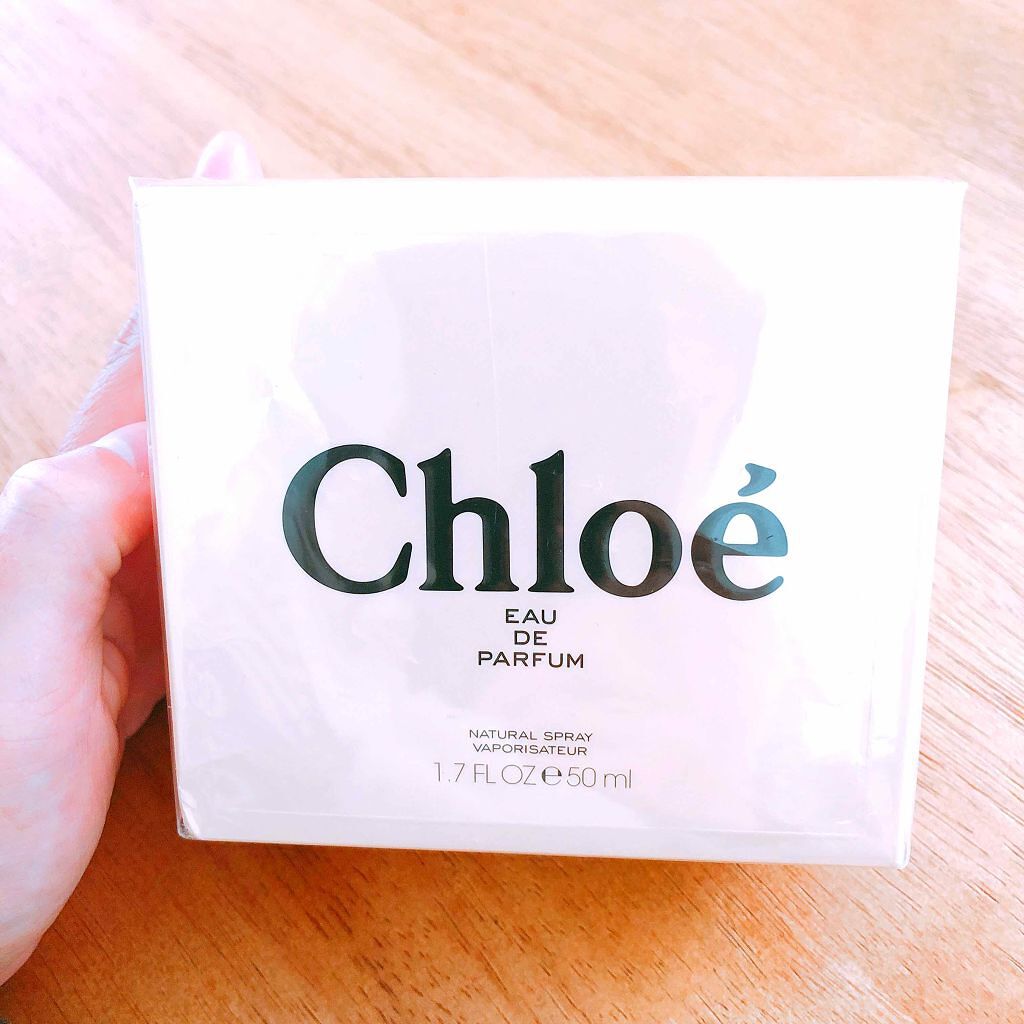 Chloé
EAU
DE
PARFUM
NATURAL SPRAY
VAPORISATEUR
1.7 FL OZ ℮ 50 ml